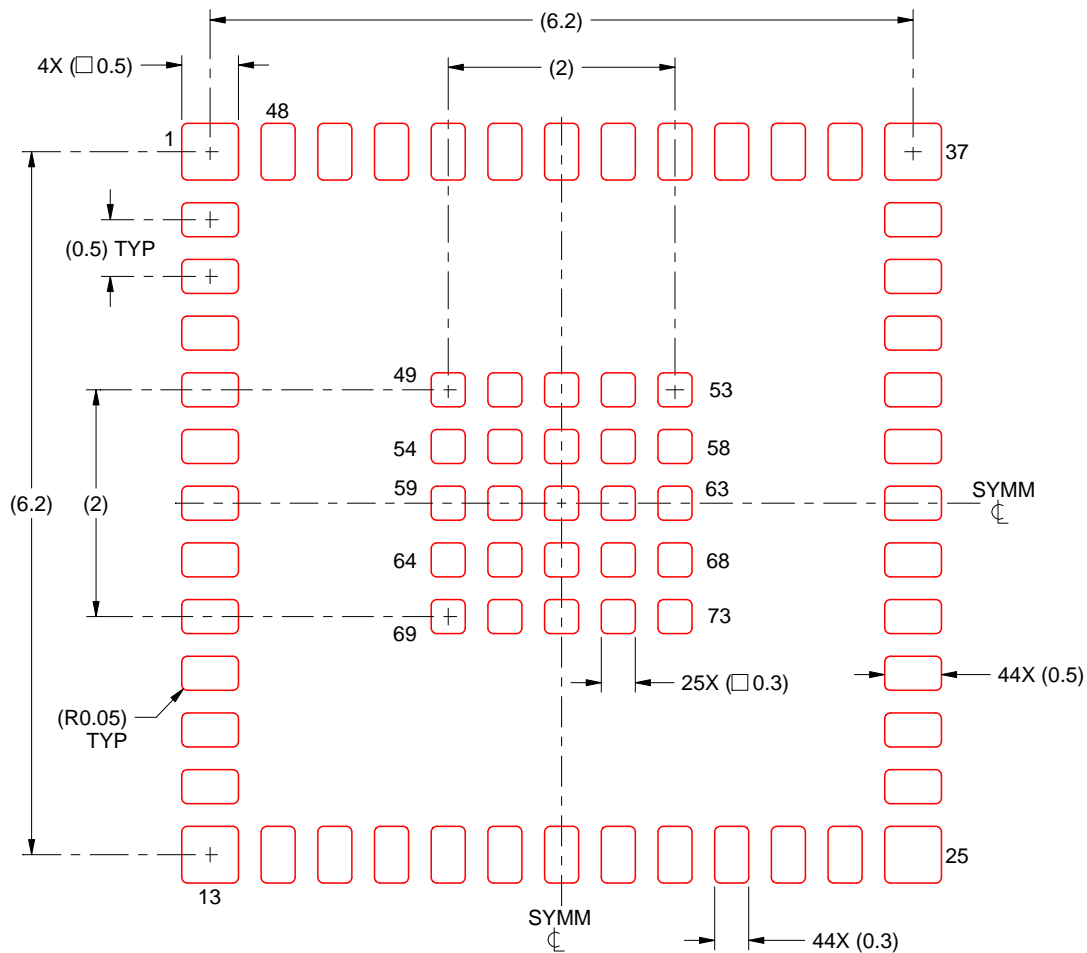 (6.2)
4X (□ 0.5)
(2)
48
1
37
(0.5) TYP
49
53
54
58
59
63
SYMM
℄
(6.2)
(2)
64
68
69
73
25X (□ 0.3)
44X (0.5)
(R0.05)
TYP
25
13
SYMM
℄
44X (0.3)